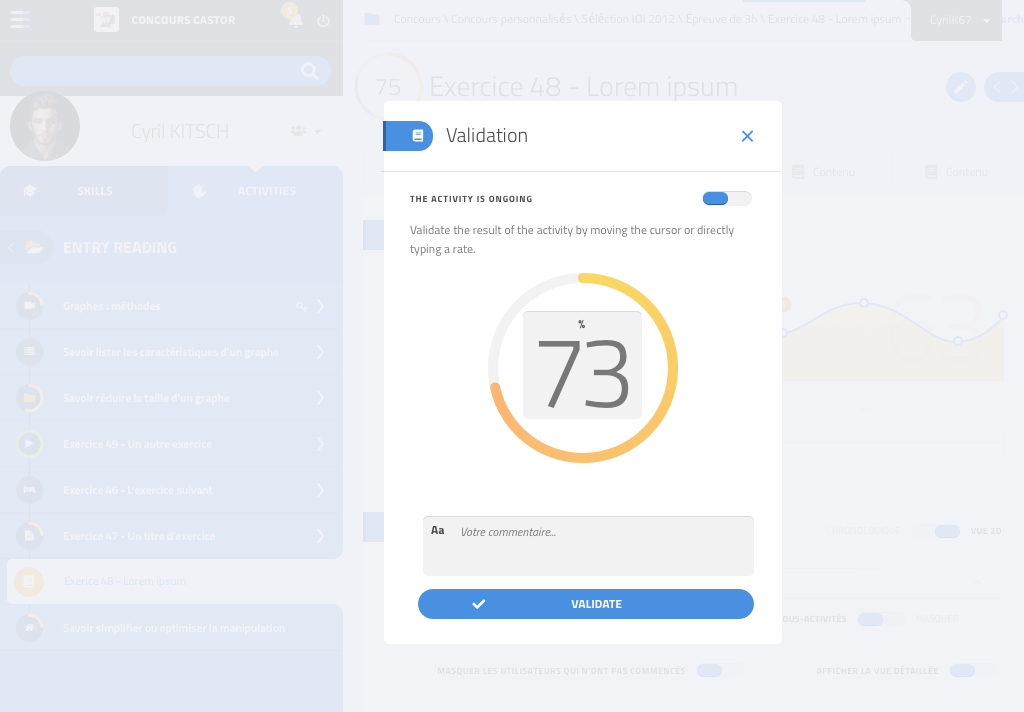 CONCOURS CASTOR
Concours \ Concours personnalisés \ Séléction IOI 2012 \ Épreuve de 3h \ Exercice 48 - Lorem ipsum
CyrilK67
75
Exercice 48 - Lorem ipsum
Cyril KITSCH
Validation
Contenu
Contenu
SKILLS
ACTIVITIES
THE ACTIVITY IS ONGOING
Validate the result of the activity by moving the cursor or directly
typing a rate.
ENTRY READING
%
73
Graphes : méthodes
Savoir lister les caractéristiques d'un graphe
Savoir réduire la taille d'un graphe
Exercice 49 - Un autre exercice
Exercice 46 - L'exercice suivant
Exercice 47 - Un titre d'exercice
Aa
Votre commentaire...
VUE 2D
Exerice 48 - Lorem ipsum
VALIDATE
OUS-ACTIVITÉS
Savoir simplifier ou optimiser la manipulation
MASQUER LES UTILISATEURS QUI N'ONT PAS COMMENCÉS
AFFICHER LA VUE DÉTAILLÉE